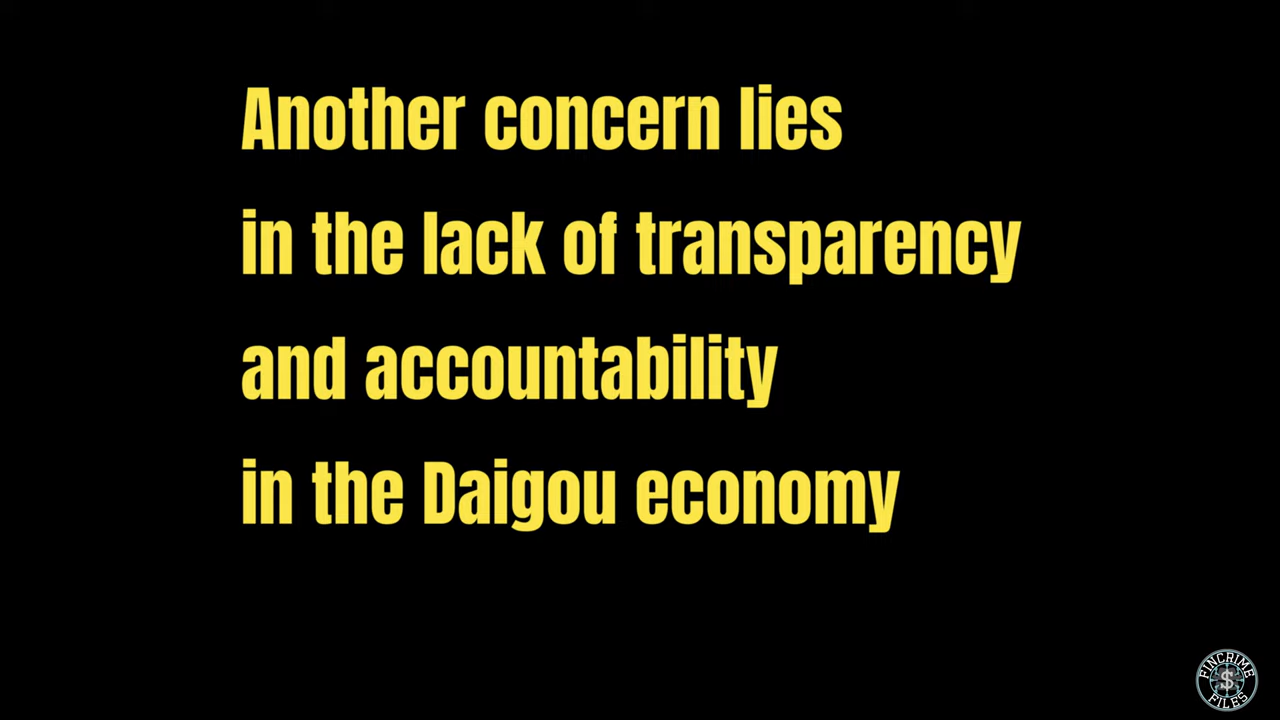 Another concern lies
in the lack of transparency
and accountability
in the Daigou economy
FINCRIME
$
FILES